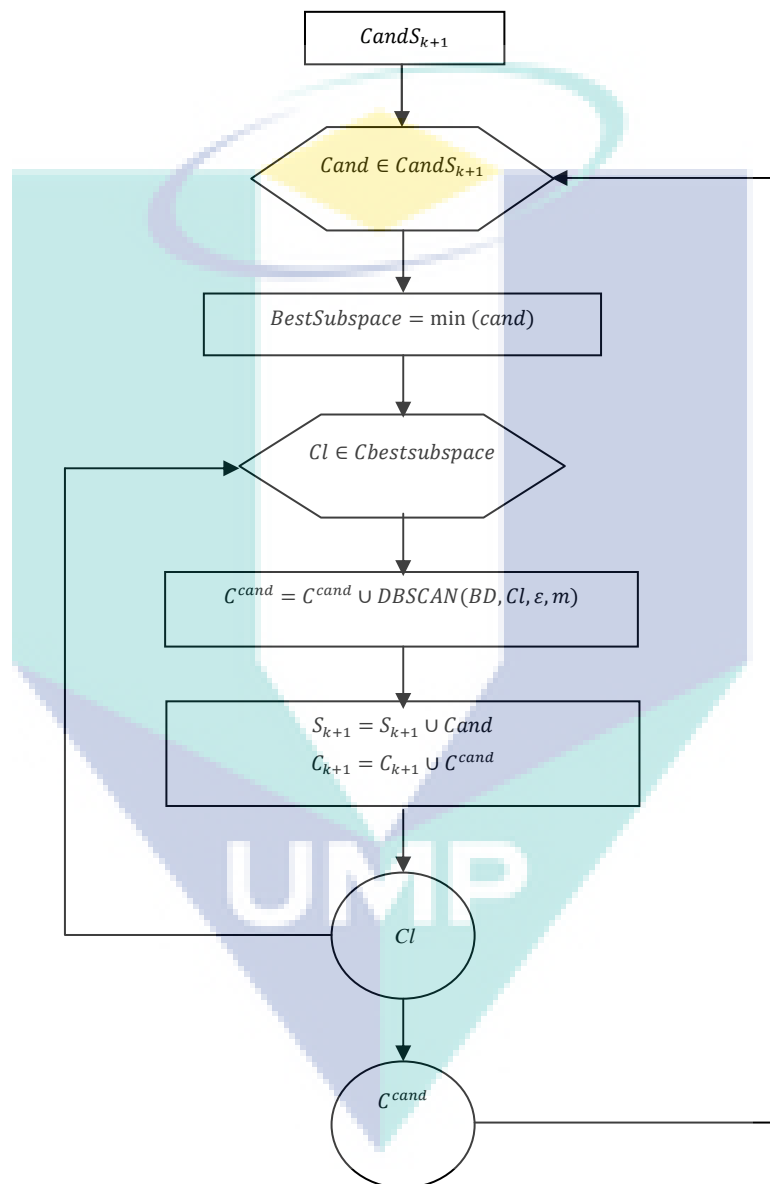 CandS_{k+1}
Cand ∈ CandS_{k+1}
BestSubspace = min (cand)
Cl ∈ Cbestsubspace
C^{cand} = C^{cand} ∪ DBSCAN(BD, Cl, ε, m)
S_{k+1} = S_{k+1} ∪ Cand
C_{k+1} = C_{k+1} ∪ C^{cand}
UMP
Cl
C^{cand}